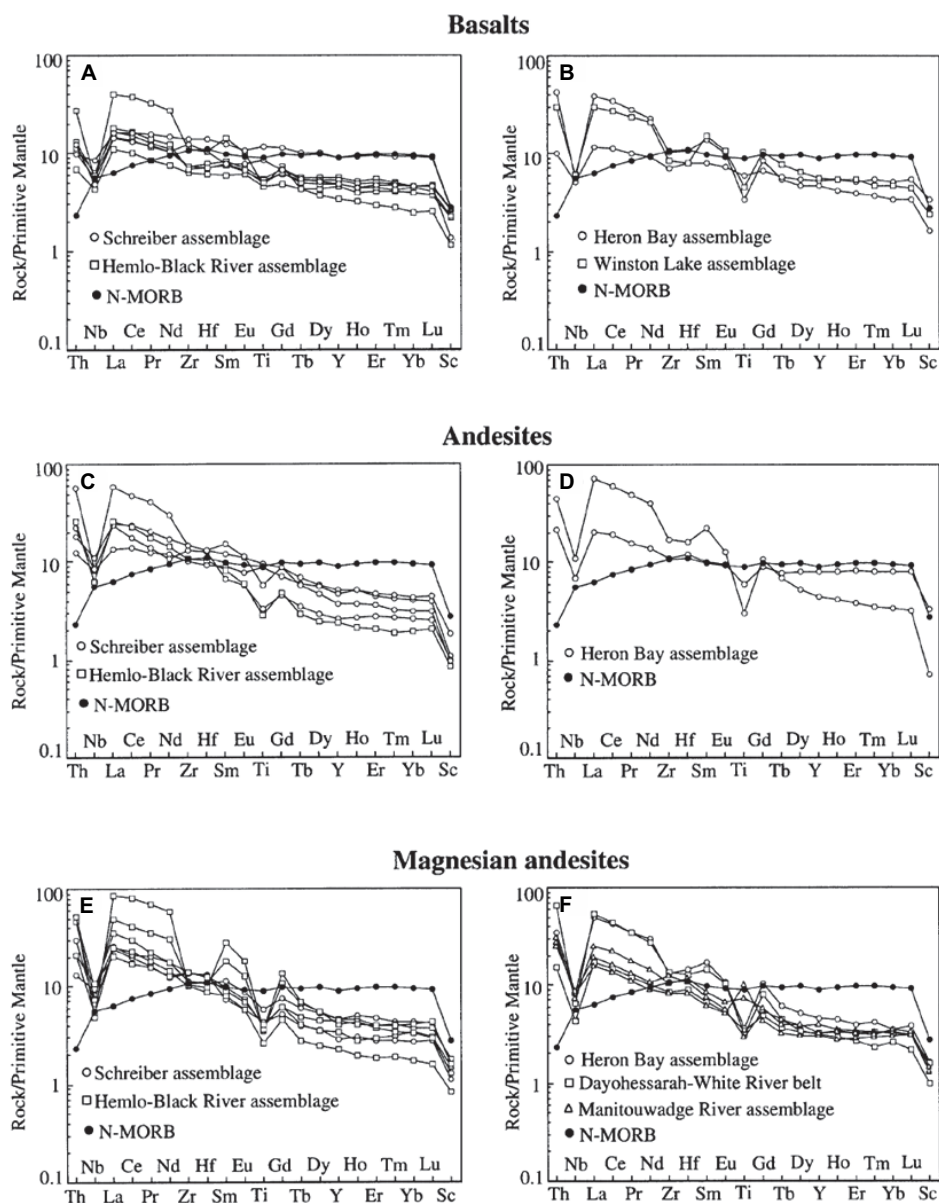 Basalts
A
100
10
1
0.1
Rock/Primitive Mantle
Schreiber assemblage
Hemlo-Black River assemblage
N-MORB
Nb Ce Pr Nd Hf Eu Gd Dy Ho Tm Lu
Th La Pr Zr Sm Ti Tb Y Er Yb Sc
B
100
10
1
0.1
Rock/Primitive Mantle
Heron Bay assemblage
Winston Lake assemblage
N-MORB
Nb Ce Nd Hf Eu Gd Dy Ho Tm Lu
Th La Pr Zr Sm Ti Tb Y Er Yb Sc
Andesites
C
100
10
1
0.1
Rock/Primitive Mantle
Schreiber assemblage
Hemlo-Black River assemblage
N-MORB
Nb Ce Nd Hf Eu Gd Dy Ho Tm Lu
Th La Pr Zr Sm Ti Tb Y Er Yb Sc
D
100
10
1
0.1
Rock/Primitive Mantle
Heron Bay assemblage
N-MORB
Nb Ce Nd Hf Eu Gd Dy Ho Tm Lu
Th La Pr Zr Sm Ti Tb Y Er Yb Sc
Magnesian andesites
E
100
10
1
0.1
Rock/Primitive Mantle
Schreiber assemblage
Hemlo-Black River assemblage
N-MORB
Nb Ce Nd Hf Eu Gd Dy Ho Tm Lu
Th La Pr Zr Sm Ti Tb Y Er Yb Sc
F
100
10
1
0.1
Rock/Primitive Mantle
Heron Bay assemblage
Dayohessarah-White River belt
Manitouwadge River assemblage
N-MORB
Nb Ce Nd Hf Eu Gd Dy Ho Tm Lu
Th La Pr Zr Sm Ti Tb Y Er Yb Sc